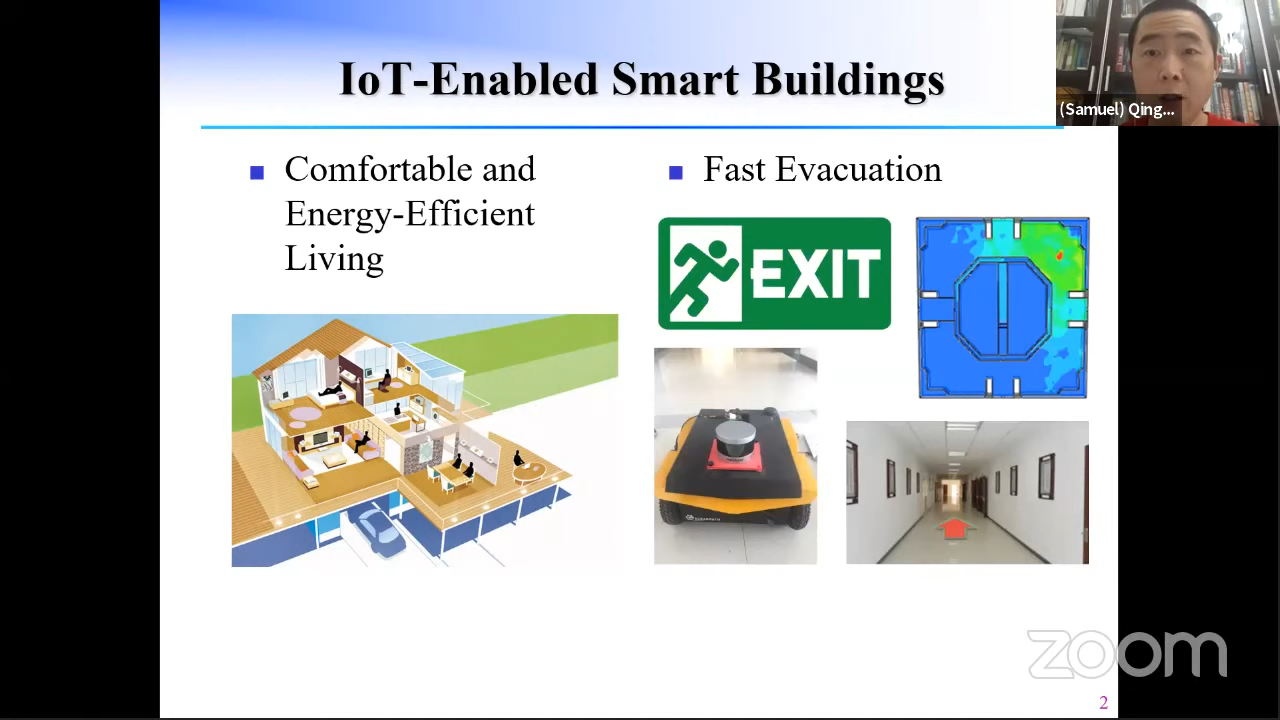 IoT-Enabled Smart Buildings
(Samuel) Qing...
Comfortable and
Energy-Efficient
Living
Fast Evacuation
EXIT
zoom
2